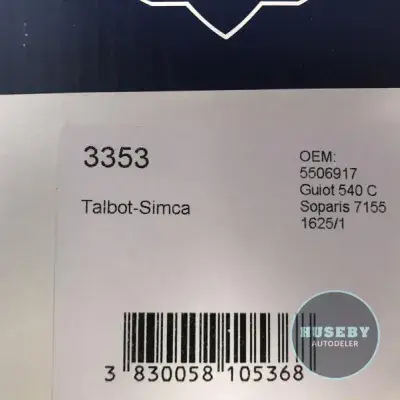 3353
Talbot-Simca
OEM:
5506917
Guiot 540 C
Soparis 7155
1625/1
3 830058 105368
HUSEBY
AUTODELER